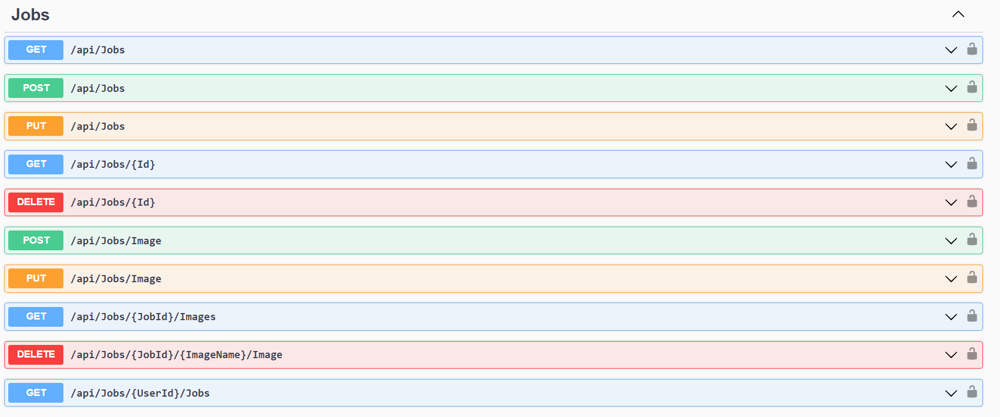 Jobs
GET /api/Jobs
POST /api/Jobs
PUT /api/Jobs
GET /api/Jobs/{Id}
DELETE /api/Jobs/{Id}
POST /api/Jobs/Image
PUT /api/Jobs/Image
GET /api/Jobs/{JobId}/Images
DELETE /api/Jobs/{JobId}/{ImageName}/Image
GET /api/Jobs/{UserId}/Jobs